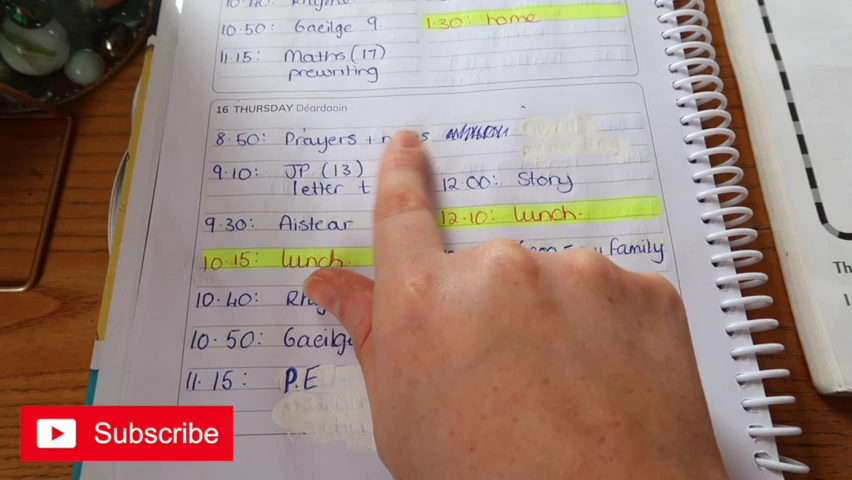 10.50: Gaeilge 9.
1.30: home
11.15: Maths (17)
prewriting
16 THURSDAY Déardaoin
8.50: Prayers +
9.10: JP (13)
letter t
12.00: Story
9.30: Aistear
12.10: lunch.
10.15: lunch.
family
10.40:
10.50: Gaeilge
11.15: P.E
Th
I
Subscribe